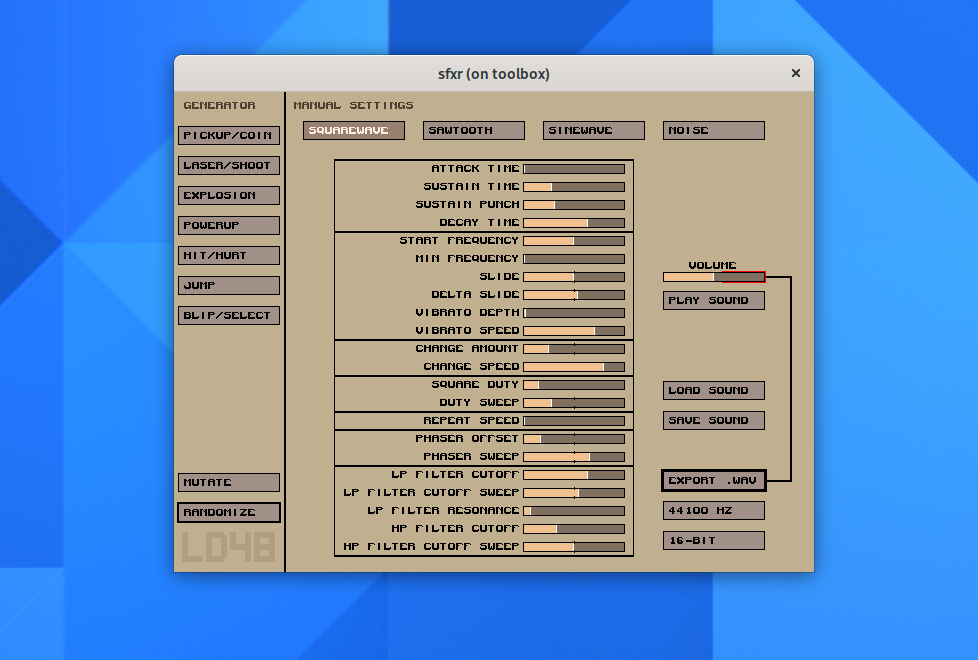 sfxr (on toolbox)
GENERATOR
PICKUP/COIN
LASER/SHOOT
EXPLOSION
POWERUP
HIT/HURT
JUMP
BLIP/SELECT
MUTATE
RANDOMIZE
LD48
MANUAL SETTINGS
SQUAREWAVE
SAWTOOTH
SINEWAVE
NOISE
ATTACK TIME
SUSTAIN TIME
SUSTAIN PUNCH
DECAY TIME
START FREQUENCY
MIN FREQUENCY
SLIDE
DELTA SLIDE
VIBRATO DEPTH
VIBRATO SPEED
CHANGE AMOUNT
CHANGE SPEED
SQUARE DUTY
DUTY SWEEP
REPEAT SPEED
PHASER OFFSET
PHASER SWEEP
LP FILTER CUTOFF
LP FILTER CUTOFF SWEEP
LP FILTER RESONANCE
HP FILTER CUTOFF
HP FILTER CUTOFF SWEEP
VOLUME
PLAY SOUND
LOAD SOUND
SAVE SOUND
EXPORT .WAV
44100 HZ
16-BIT